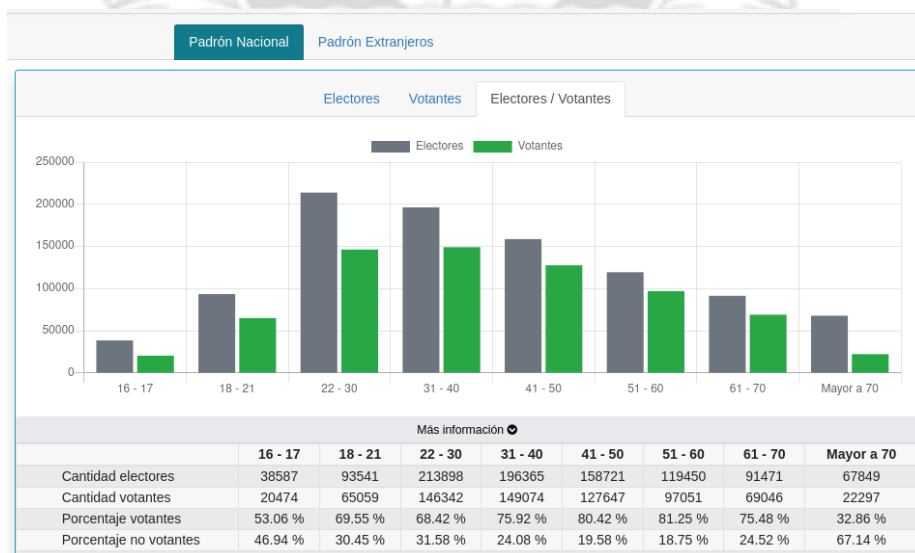 Padrón Nacional Padrón Extranjeros
Electores Votantes Electores / Votantes
Electores Votantes
250000
200000
150000
100000
50000
0
16 - 17 18 - 21 22 - 30 31 - 40 41 - 50 51 - 60 61 - 70 Mayor a 70
Más información
16 - 17 18 - 21 22 - 30 31 - 40 41 - 50 51 - 60 61 - 70 Mayor a 70
Cantidad electores 38587 93541 213898 196365 158721 119450 91471 67849
Cantidad votantes 20474 65059 146342 149074 127647 97051 69046 22297
Porcentaje votantes 53.06 % 69.55 % 68.42 % 75.92 % 80.42 % 81.25 % 75.48 % 32.86 %
Porcentaje no votantes 46.94 % 30.45 % 31.58 % 24.08 % 19.58 % 18.75 % 24.52 % 67.14 %